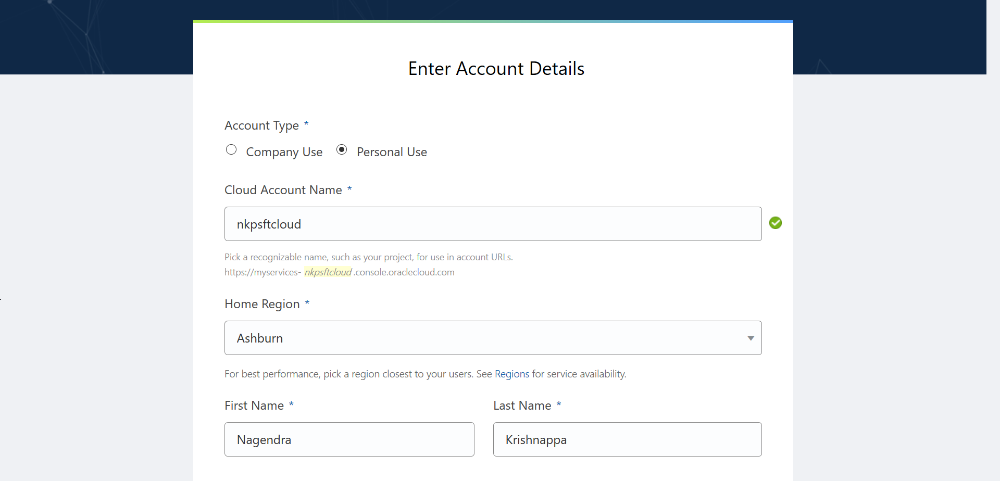 Enter Account Details
Account Type *
Company Use Personal Use
Cloud Account Name *
nkpsftcloud
Pick a recognizable name, such as your project, for use in account URLs.
https://myservices- nkpsftcloud .console.oraclecloud.com
Home Region *
Ashburn
For best performance, pick a region closest to your users. See Regions for service availability.
First Name * Last Name *
Nagendra Krishnappa